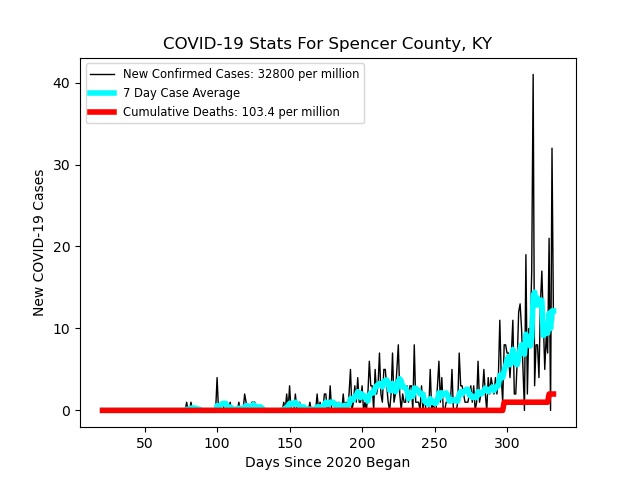 COVID-19 Stats For Spencer County, KY
New Confirmed Cases: 32800 per million
7 Day Case Average
Cumulative Deaths: 103.4 per million
New COVID-19 Cases
40
30
20
10
0
50 100 150 200 250 300
Days Since 2020 Began